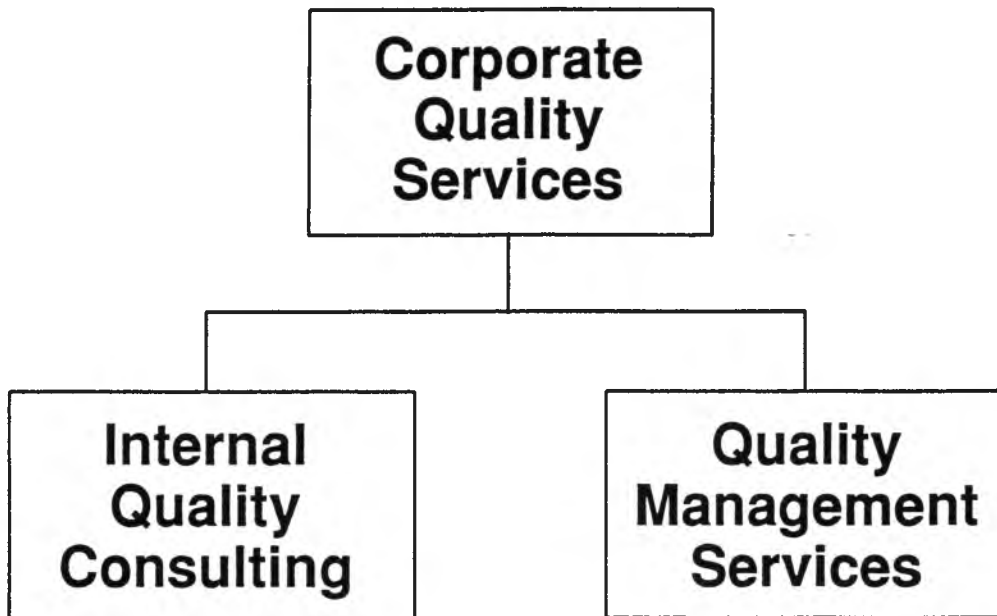 Corporate
Quality
Services
Internal
Quality
Consulting
Quality
Management
Services